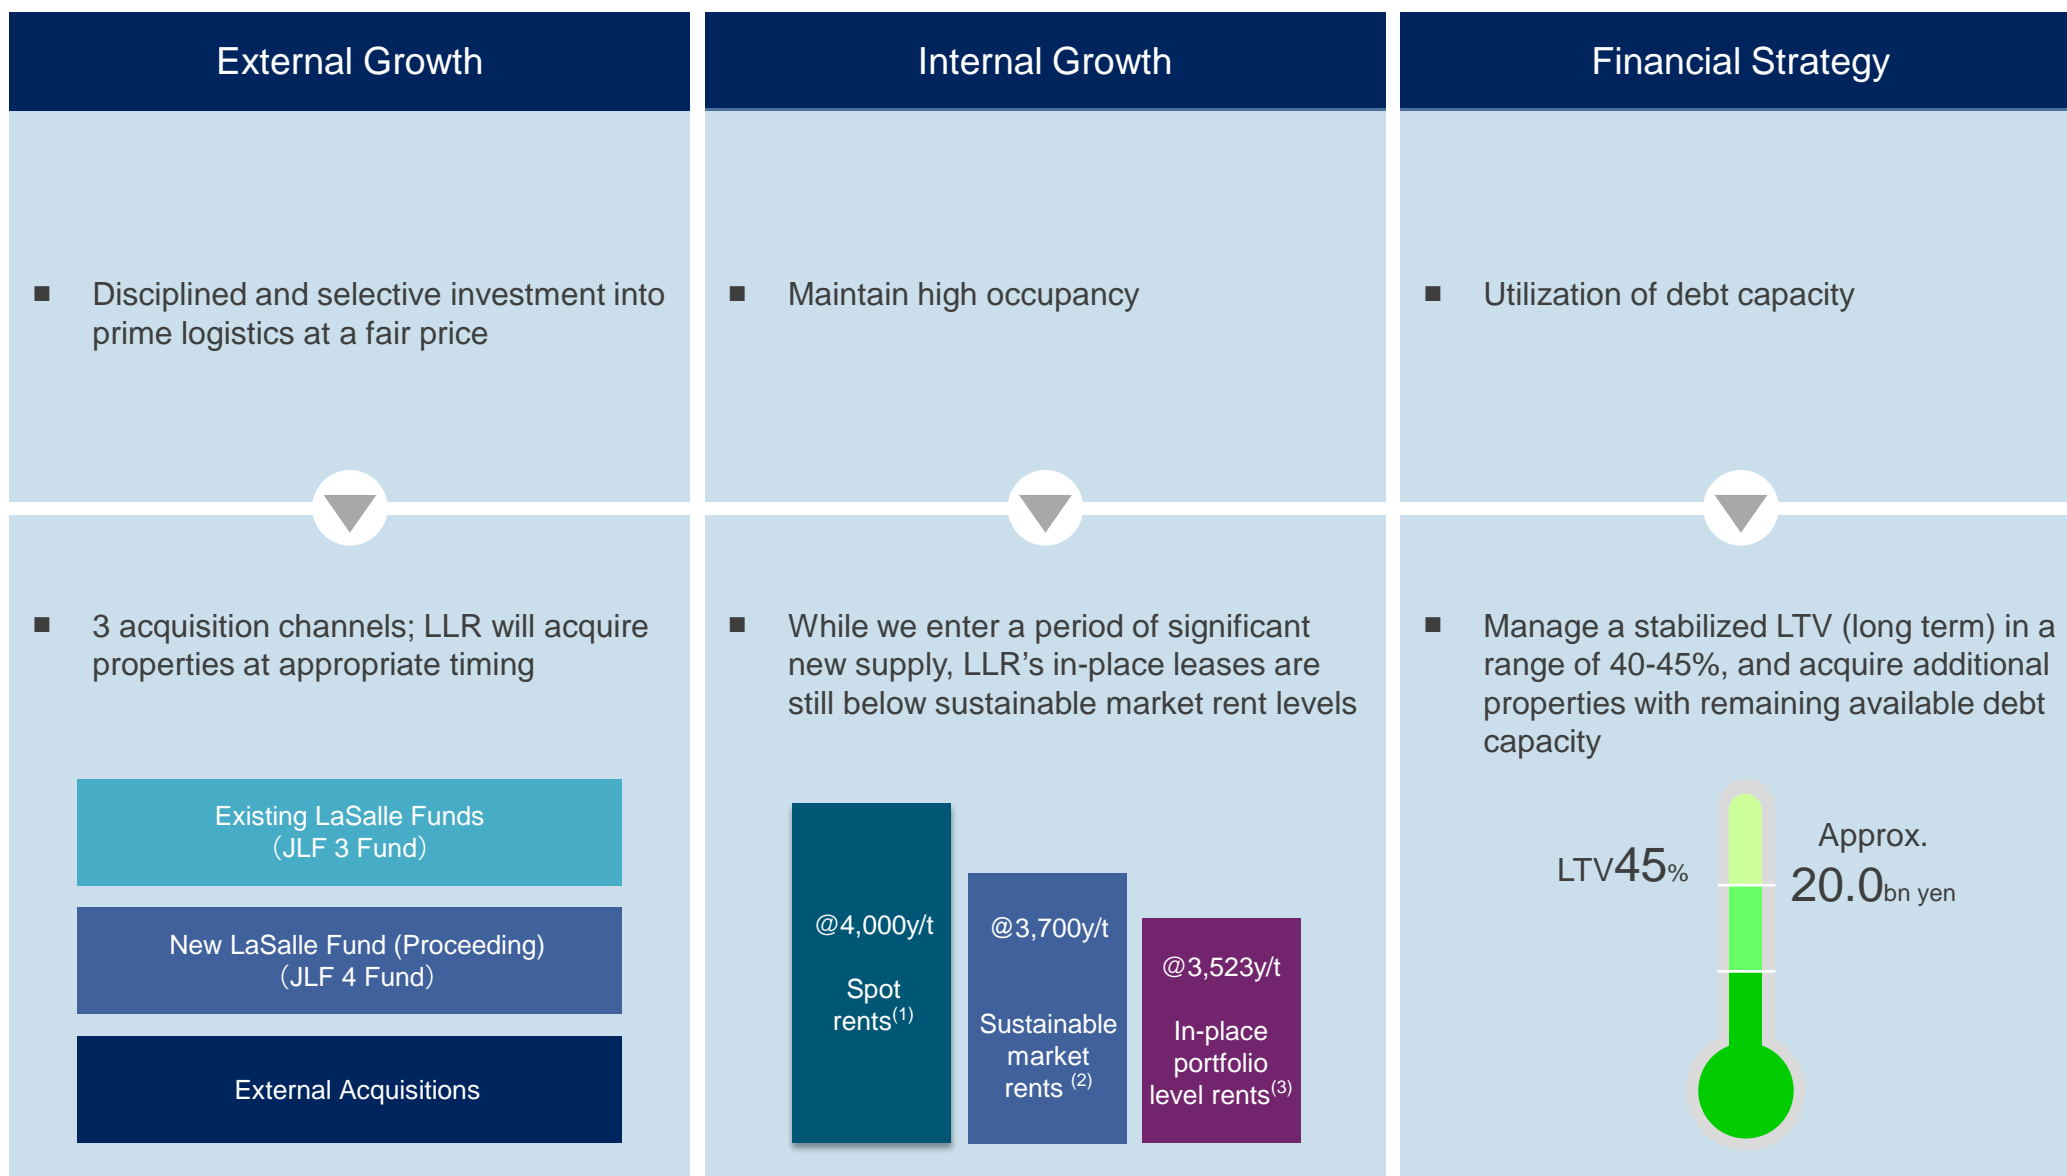 External Growth
■ Disciplined and selective investment into
prime logistics at a fair price
■ 3 acquisition channels; LLR will acquire
properties at appropriate timing
Existing LaSalle Funds
（JLF 3 Fund）
New LaSalle Fund (Proceeding)
（JLF 4 Fund）
External Acquisitions
Internal Growth
■ Maintain high occupancy
■ While we enter a period of significant
new supply, LLR’s in-place leases are
still below sustainable market rent levels
@4,000y/t
Spot
rents(1)
@3,700y/t
Sustainable
market
rents (2)
@3,523y/t
In-place
portfolio
level rents(3)
Financial Strategy
■ Utilization of debt capacity
■ Manage a stabilized LTV (long term) in a
range of 40-45%, and acquire additional
properties with remaining available debt
capacity
LTV45%
Approx.
20.0bn yen